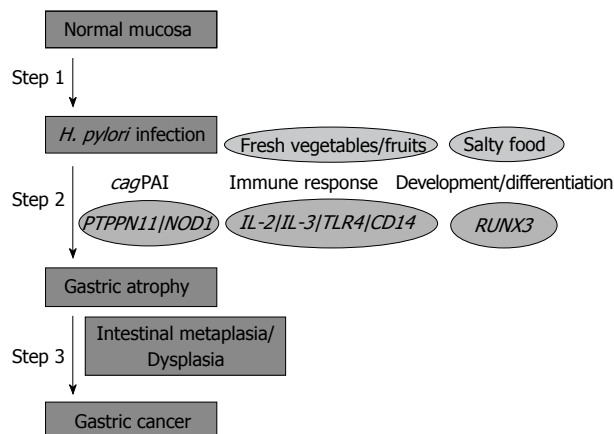 Normal mucosa
Step 1
H. pylori infection
Fresh vegetables/fruits
Salty food
cagPAI
Immune response
Development/differentiation
Step 2
PTPPN11|NOD1
IL-2|IL-3|TLR4|CD14
RUNX3
Gastric atrophy
Intestinal metaplasia/
Dysplasia
Step 3
Gastric cancer